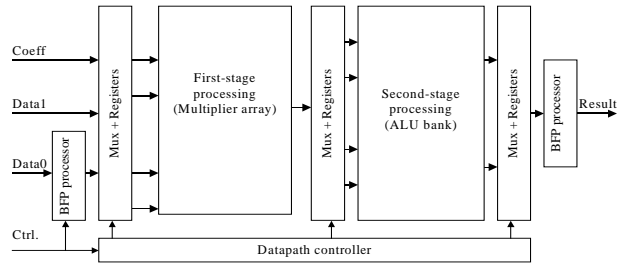 Coeff
Data1
Data0
Ctrl.
BFP processor
Mux + Registers
First-stage
processing
(Multiplier array)
Mux + Registers
Second-stage
processing
(ALU bank)
Mux + Registers
BFP processor
Result
Datapath controller